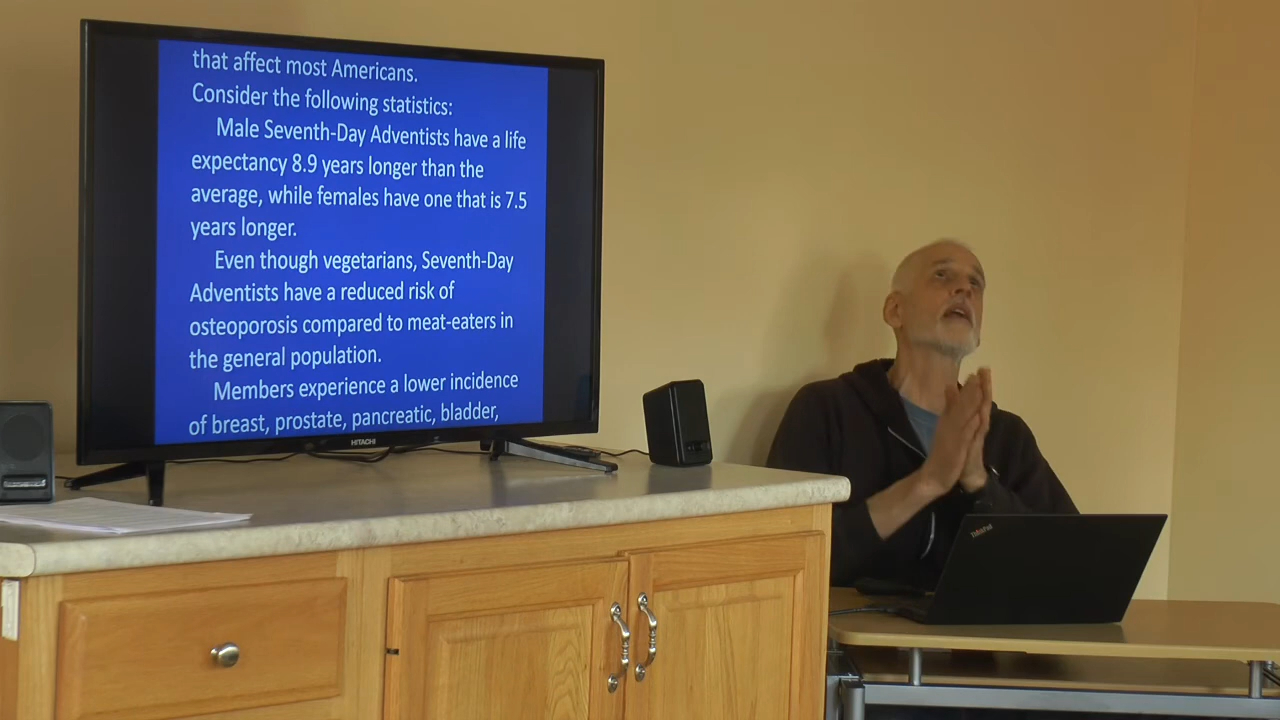 that affect most Americans.
Consider the following statistics:
Male Seventh-Day Adventists have a life
expectancy 8.9 years longer than the
average, while females have one that is 7.5
years longer.
Even though vegetarians, Seventh-Day
Adventists have a reduced risk of
osteoporosis compared to meat-eaters in
the general population.
Members experience a lower incidence
of breast, prostate, pancreatic, bladder,
HITACHI
ThinkPad